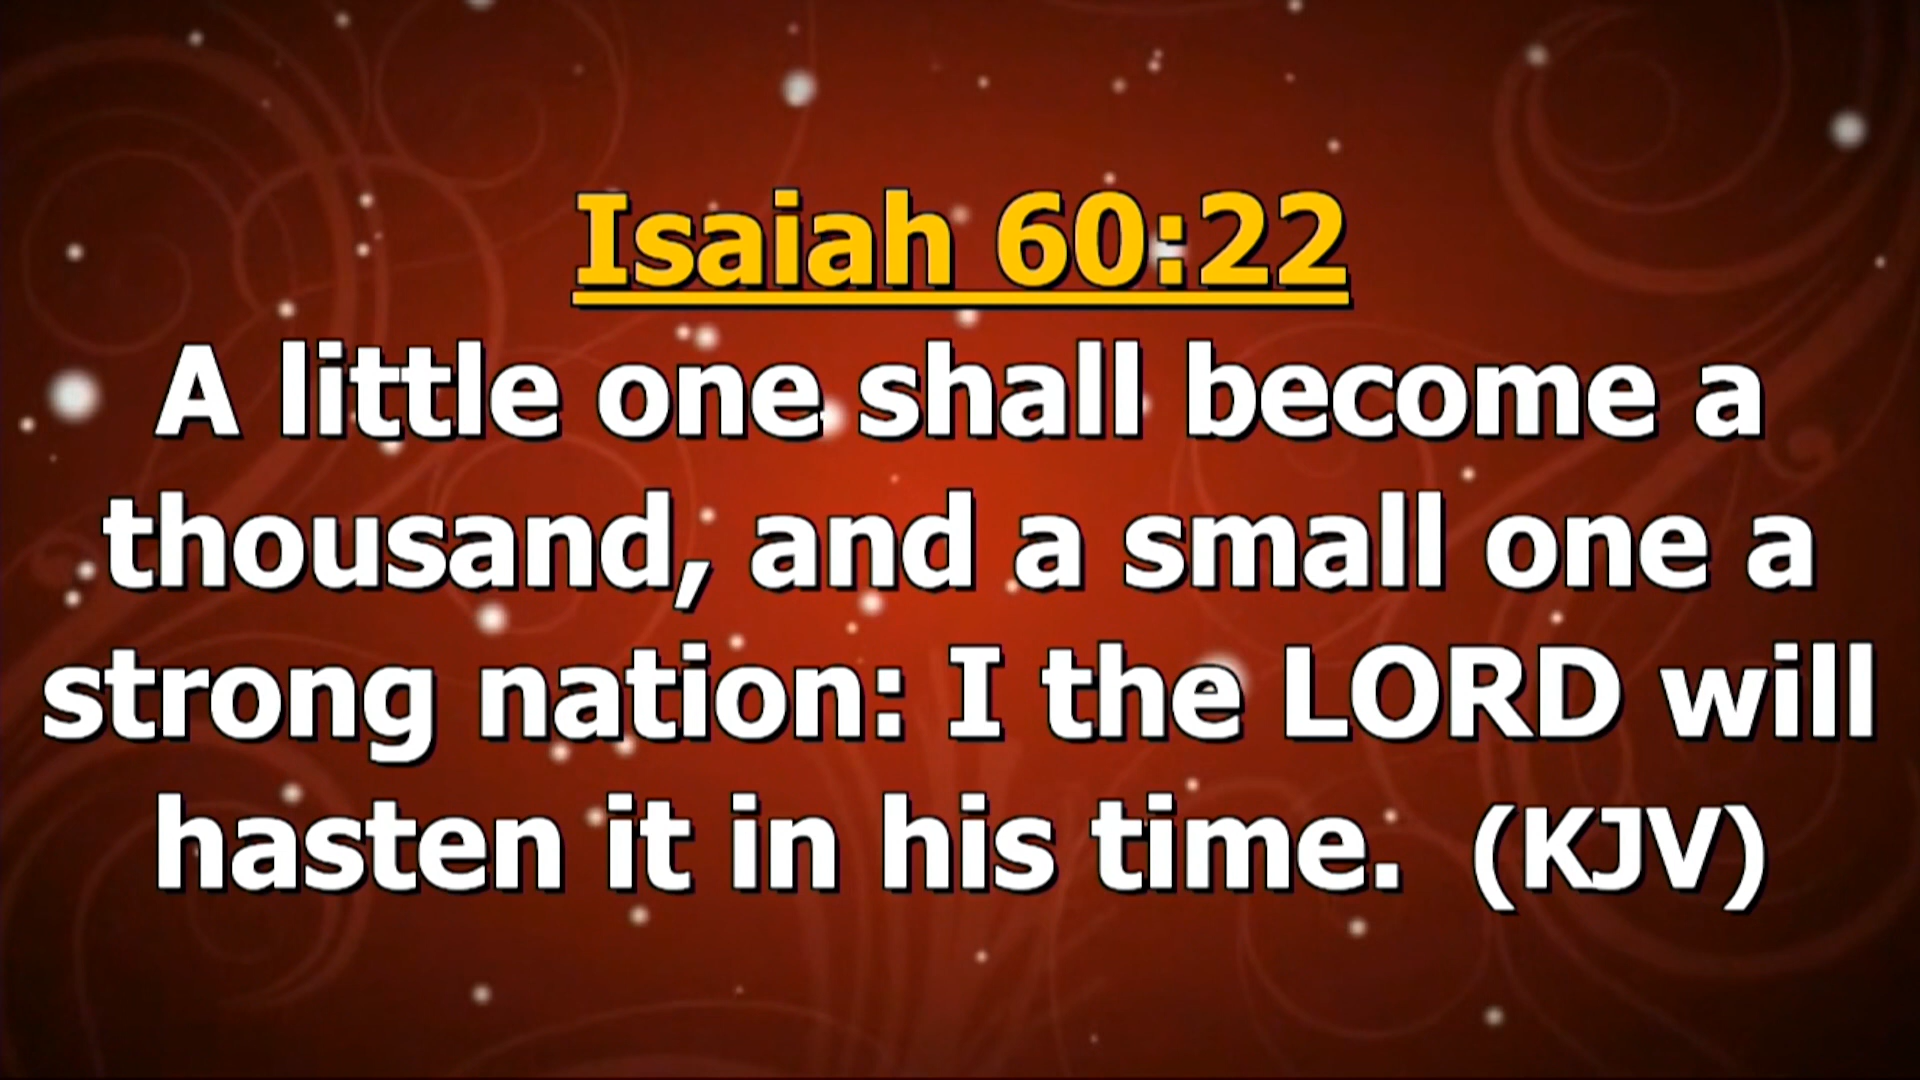 Isaiah 60:22
A little one shall become a
thousand, and a small one a
strong nation: I the LORD will
hasten it in his time. (KJV)